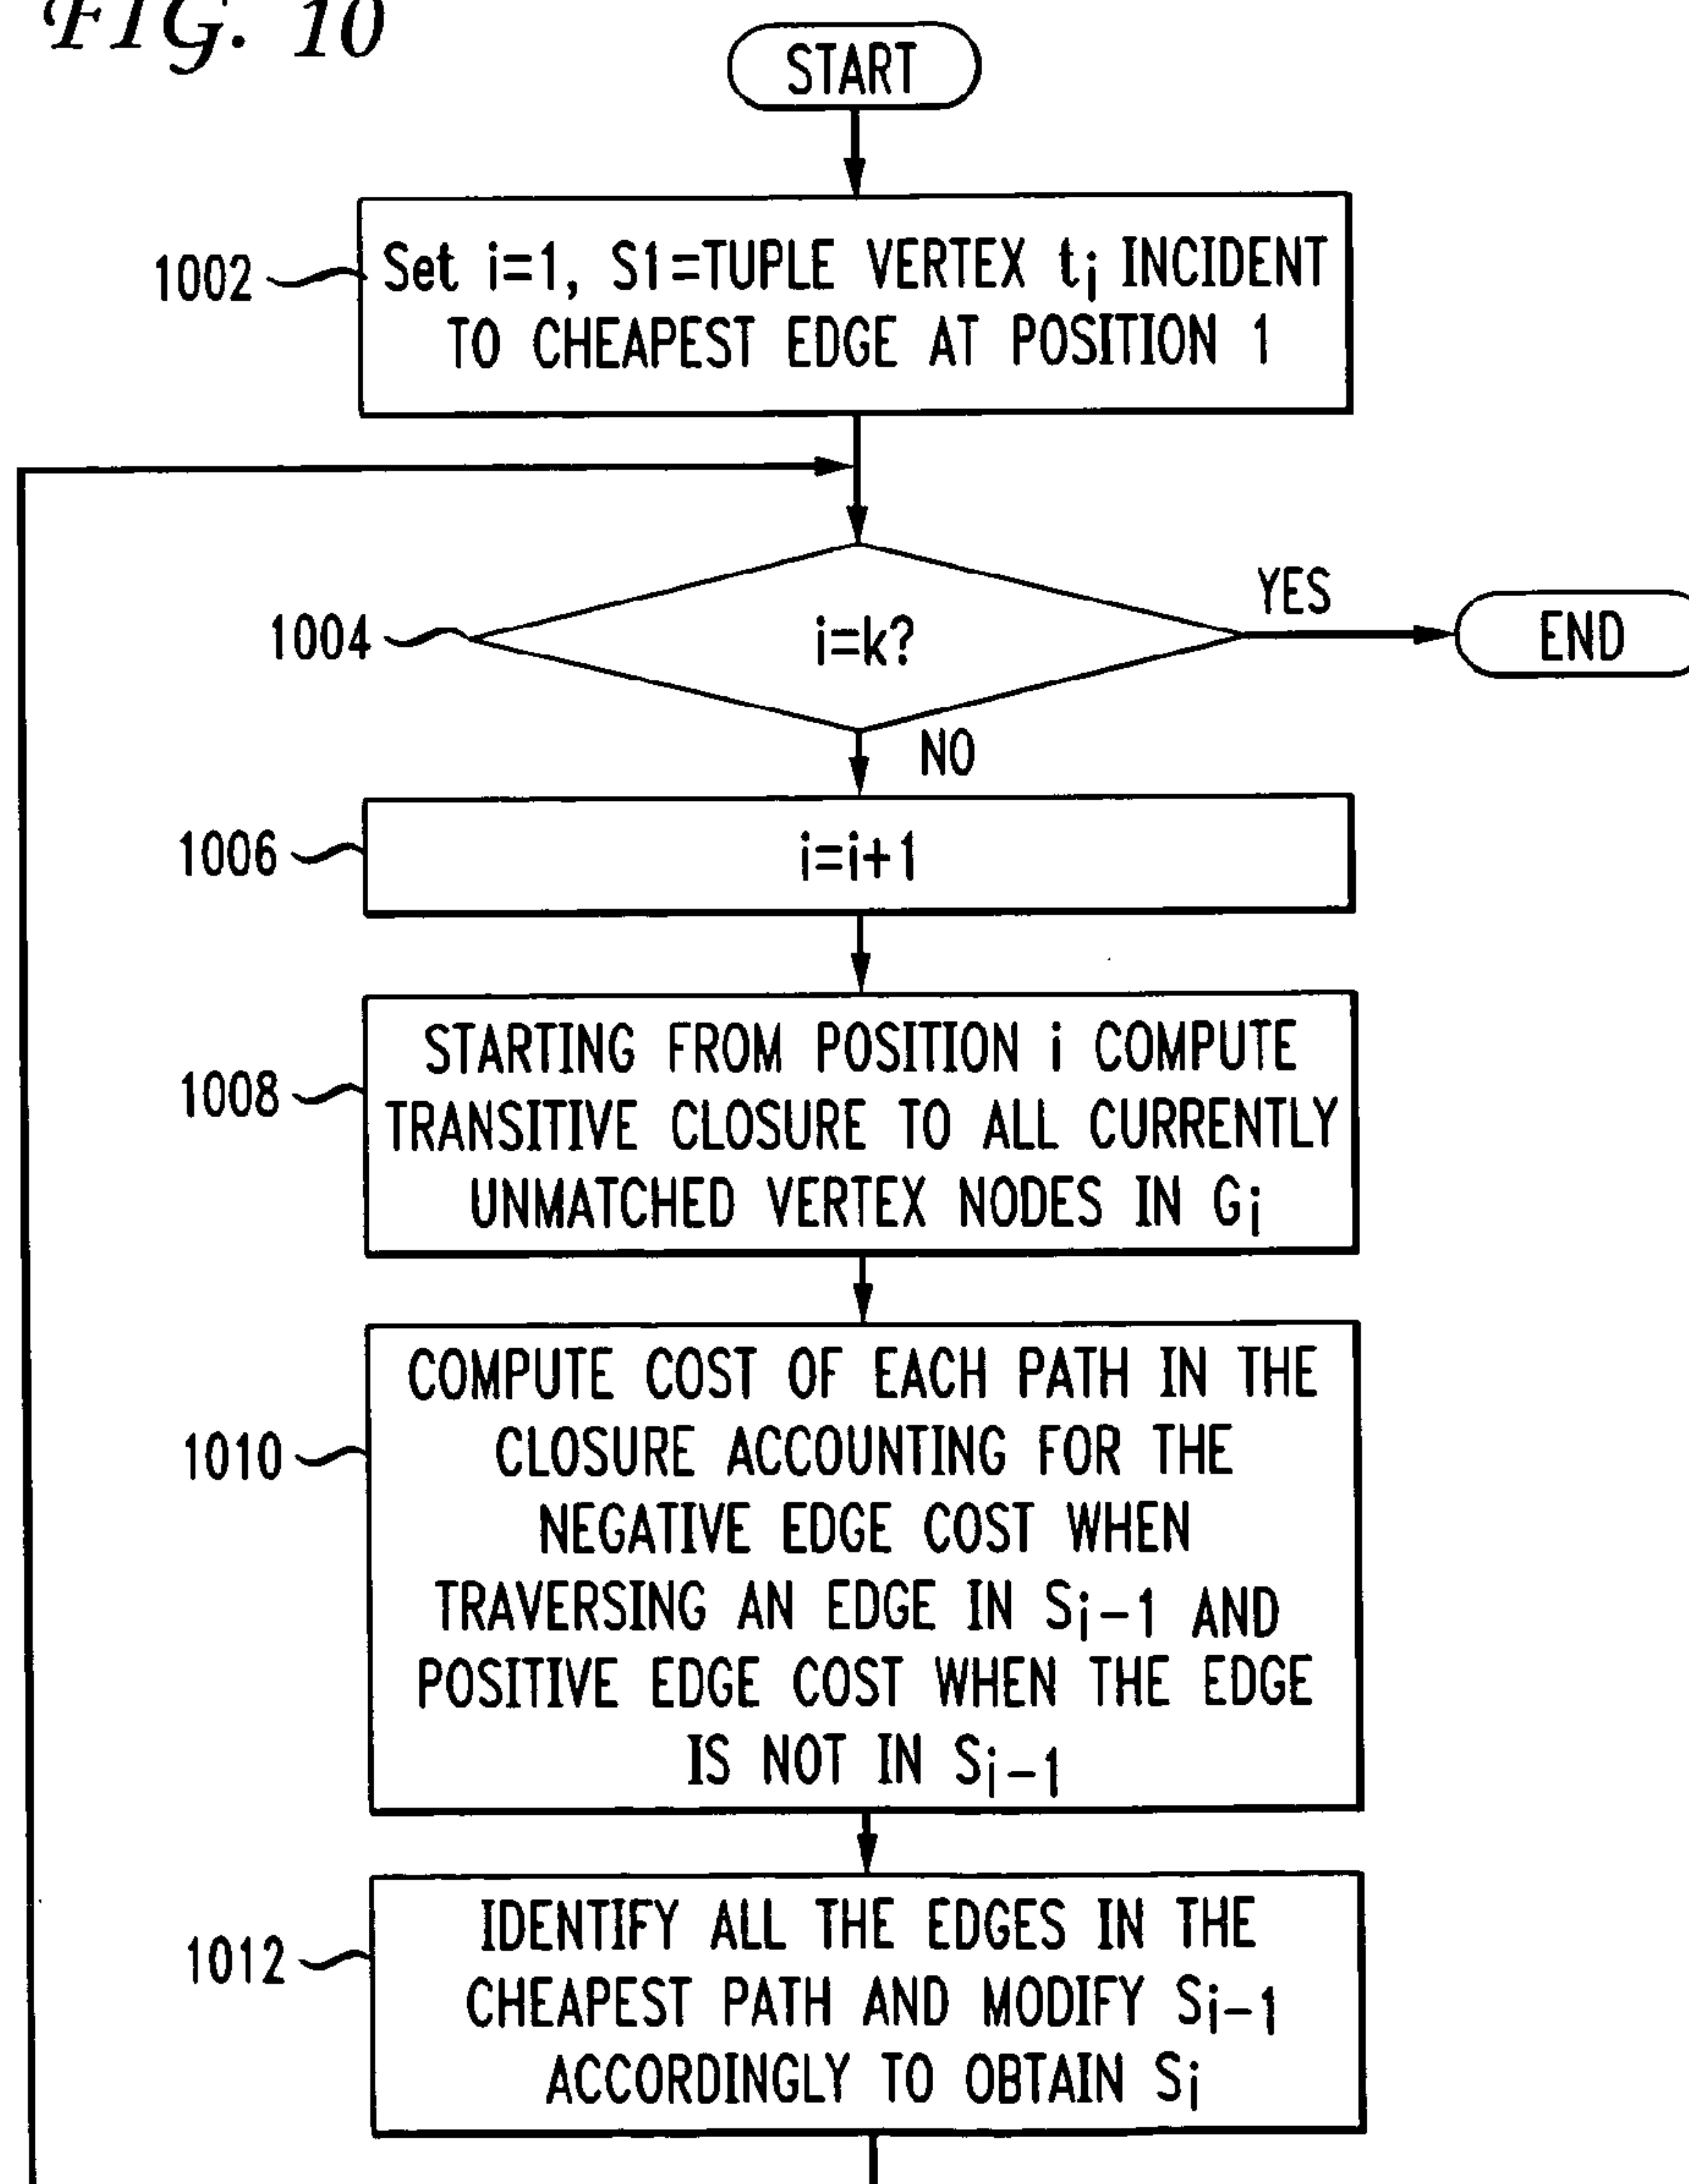 FIG. 10
START
1002
Set i=1, S1=TUPLE VERTEX ti INCIDENT
TO CHEAPEST EDGE AT POSITION 1
1004
i=k?
YES
END
NO
1006
i=i+1
1008
STARTING FROM POSITION i COMPUTE
TRANSITIVE CLOSURE TO ALL CURRENTLY
UNMATCHED VERTEX NODES IN Gi
1010
COMPUTE COST OF EACH PATH IN THE
CLOSURE ACCOUNTING FOR THE
NEGATIVE EDGE COST WHEN
TRAVERSING AN EDGE IN Si-1 AND
POSITIVE EDGE COST WHEN THE EDGE
IS NOT IN Si-1
1012
IDENTIFY ALL THE EDGES IN THE
CHEAPEST PATH AND MODIFY Si-1
ACCORDINGLY TO OBTAIN Si